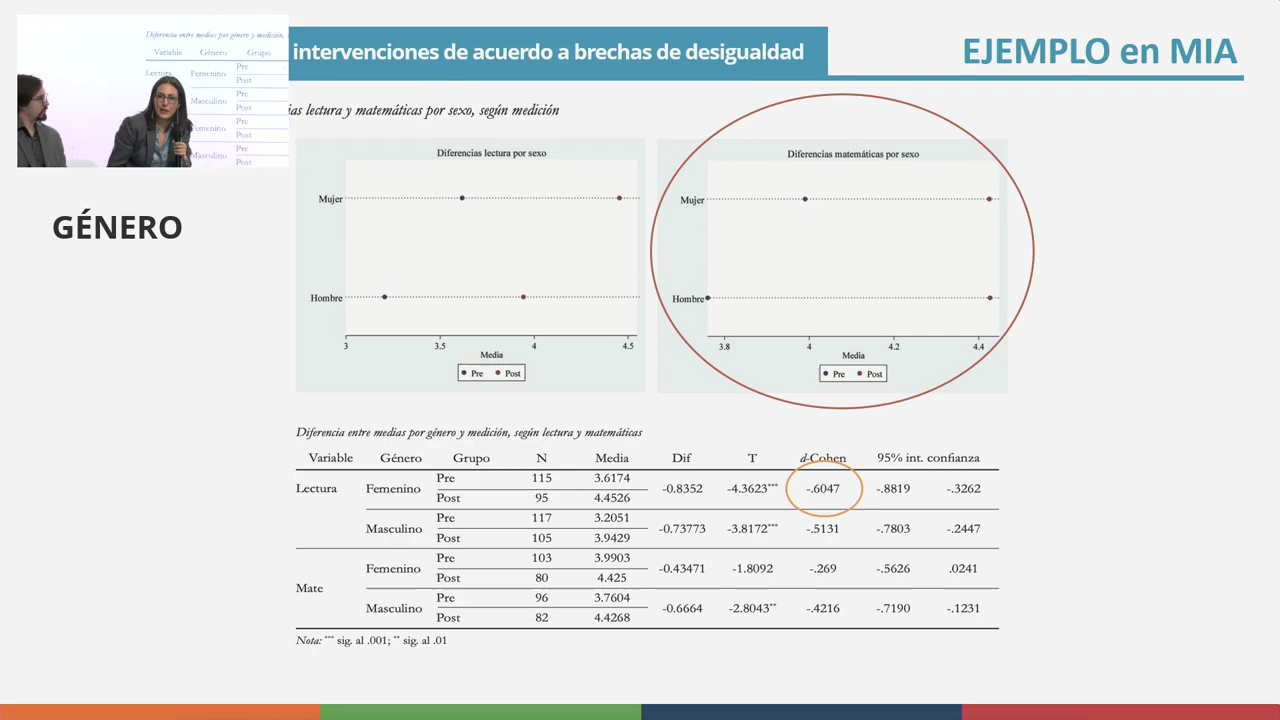 Diferencia entre medias por género y medición,
Variable Género Grupo
Lectura Femenino Pre
Post
Masculino Pre
Post
Femenino Pre
Post
Masculino Pre
Post
intervenciones de acuerdo a brechas de desigualdad
EJEMPLO en MIA
GÉNERO
ias lectura y matemáticas por sexo, según medición
Diferencias lectura por sexo
Mujer
Hombre
3 3.5 4 4.5
Media
Pre Post
Diferencias matemáticas por sexo
Mujer
Hombre
3.8 4 4.2 4.4
Media
Pre Post
Diferencia entre medias por género y medición, según lectura y matemáticas
Variable Género Grupo N Media Dif T d-Cohen 95% int. confianza
Lectura Femenino Pre 115 3.6174 -0.8352 -4.3623*** -.6047 -.8819 -.3262
Post 95 4.4526
Masculino Pre 117 3.2051 -0.73773 -3.8172*** -.5131 -.7803 -.2447
Post 105 3.9429
Mate Femenino Pre 103 3.9903 -0.43471 -1.8092 -.269 -.5626 .0241
Post 80 4.425
Masculino Pre 96 3.7604 -0.6664 -2.8043** -.4216 -.7190 -.1231
Post 82 4.4268
Nota: *** sig. al .001; ** sig. al .01